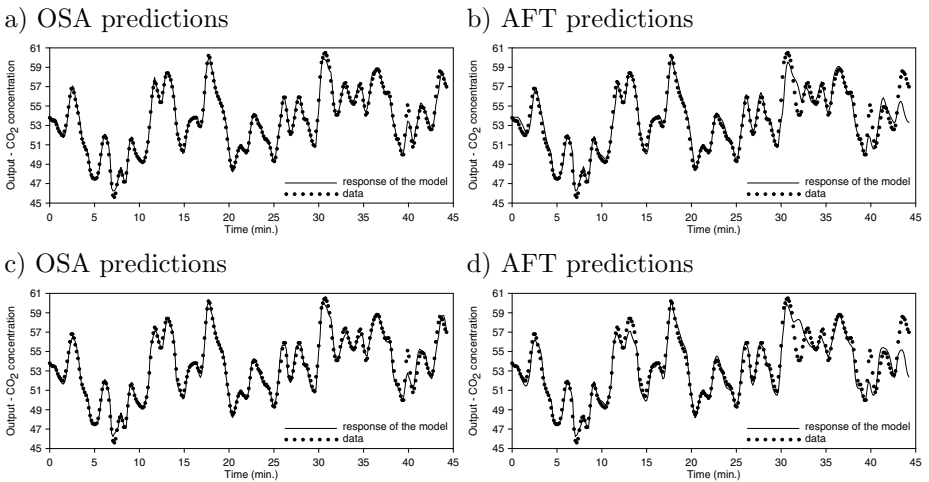 a) OSA predictions
b) AFT predictions
Output - CO2 concentration
61
59
57
55
53
51
49
47
45
response of the model
data
0 5 10 15 20 25 30 35 40 45
Time (min.)
Output - CO2 concentration
61
59
57
55
53
51
49
47
45
response of the model
data
0 5 10 15 20 25 30 35 40 45
Time (min.)
c) OSA predictions
d) AFT predictions
Output - CO2 concentration
61
59
57
55
53
51
49
47
45
response of the model
data
0 5 10 15 20 25 30 35 40 45
Time (min.)
Output - CO2 concentration
61
59
57
55
53
51
49
47
45
response of the model
data
0 5 10 15 20 25 30 35 40 45
Time (min.)